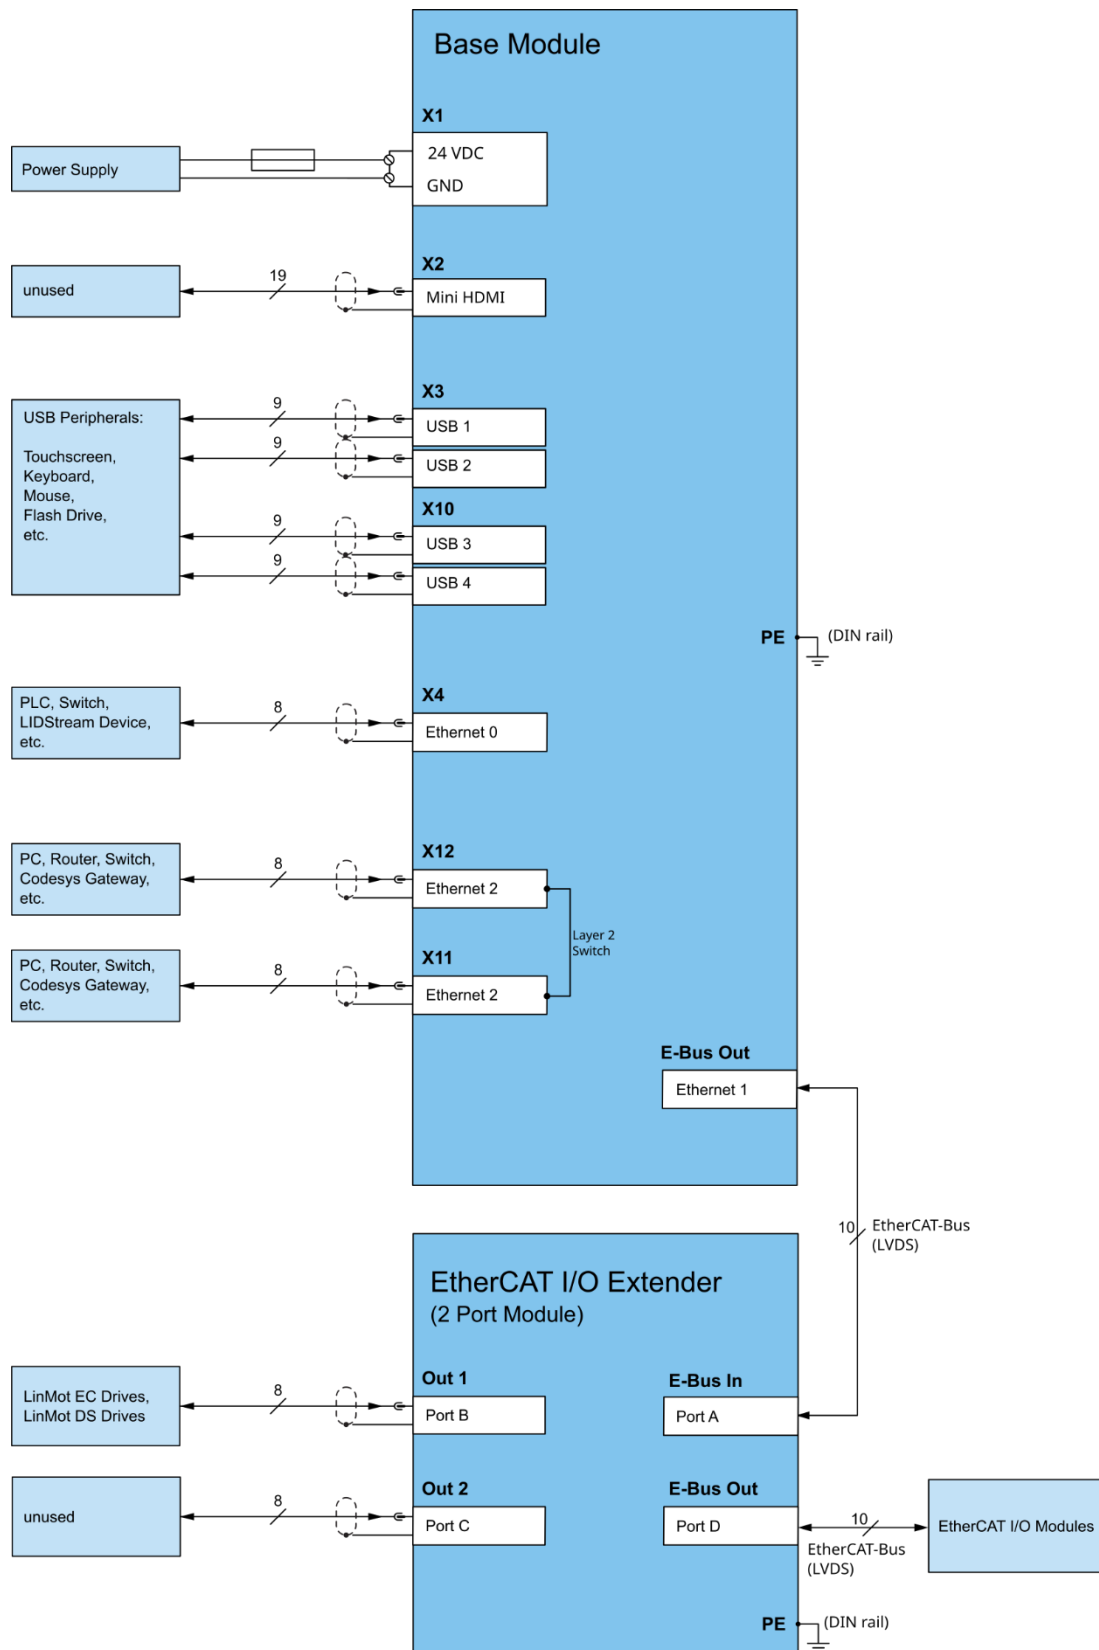 Base Module
X1
24 VDC
GND
Power Supply
X2
19
unused
Mini HDMI
X3
USB Peripherals:
Touchscreen,
Keyboard,
Mouse,
Flash Drive,
etc.
9
USB 1
9
USB 2
X10
9
USB 3
9
USB 4
PE
(DIN rail)
X4
PLC, Switch,
LIDStream Device,
etc.
8
Ethernet 0
X12
PC, Router, Switch,
Codesys Gateway,
etc.
8
Ethernet 2
Layer 2
Switch
X11
PC, Router, Switch,
Codesys Gateway,
etc.
8
Ethernet 2
E-Bus Out
Ethernet 1
10
EtherCAT-Bus
(LVDS)
EtherCAT I/O Extender
(2 Port Module)
Out 1
LinMot EC Drives,
LinMot DS Drives
8
Port B
E-Bus In
Port A
Out 2
unused
8
Port C
E-Bus Out
Port D
10
EtherCAT-Bus
(LVDS)
EtherCAT I/O Modules
PE
(DIN rail)